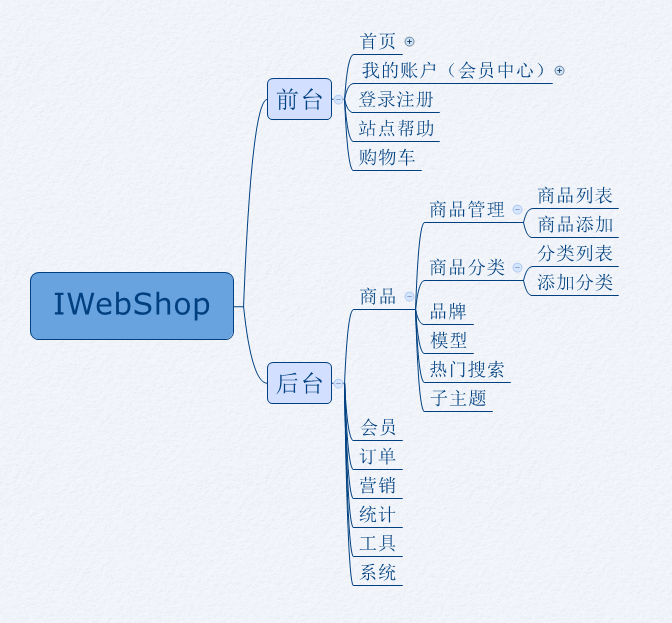 IWebShop
前台
首页
我的账户（会员中心）
登录注册
站点帮助
购物车
后台
商品
商品管理
商品列表
商品添加
商品分类
分类列表
添加分类
品牌
模型
热门搜索
子主题
会员
订单
营销
统计
工具
系统